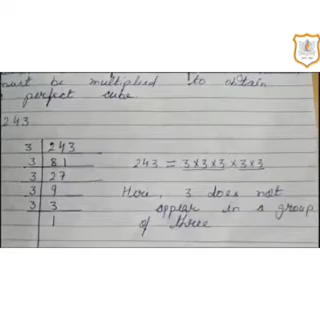 must be multiplied to obtain
perfect cube.
243
3 | 243
3 | 81
3 | 27
3 | 9
3 | 3
1
243 = 3×3×3×3×3
Here, 3 does not
appear in a group
of three